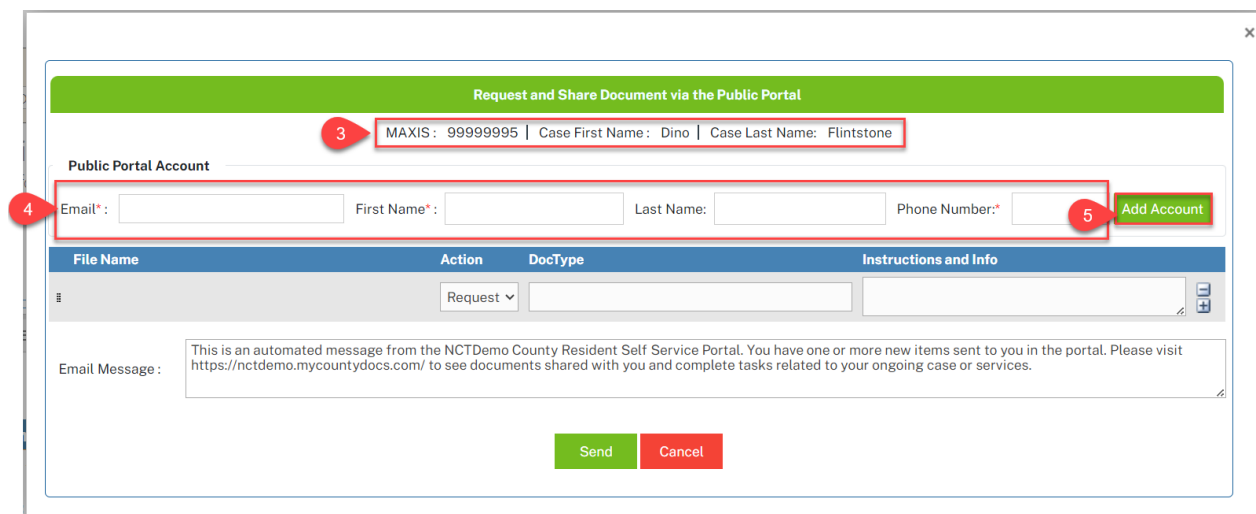 ×
Request and Share Document via the Public Portal
3 MAXIS : 99999995 | Case First Name : Dino | Case Last Name: Flintstone
Public Portal Account
4 Email* : First Name* : Last Name: Phone Number:* 5 Add Account
File Name Action DocType Instructions and Info
Request
Email Message : This is an automated message from the NCTDemo County Resident Self Service Portal. You have one or more new items sent to you in the portal. Please visit
https://nctdemo.mycountydocs.com/ to see documents shared with you and complete tasks related to your ongoing case or services.
Send Cancel